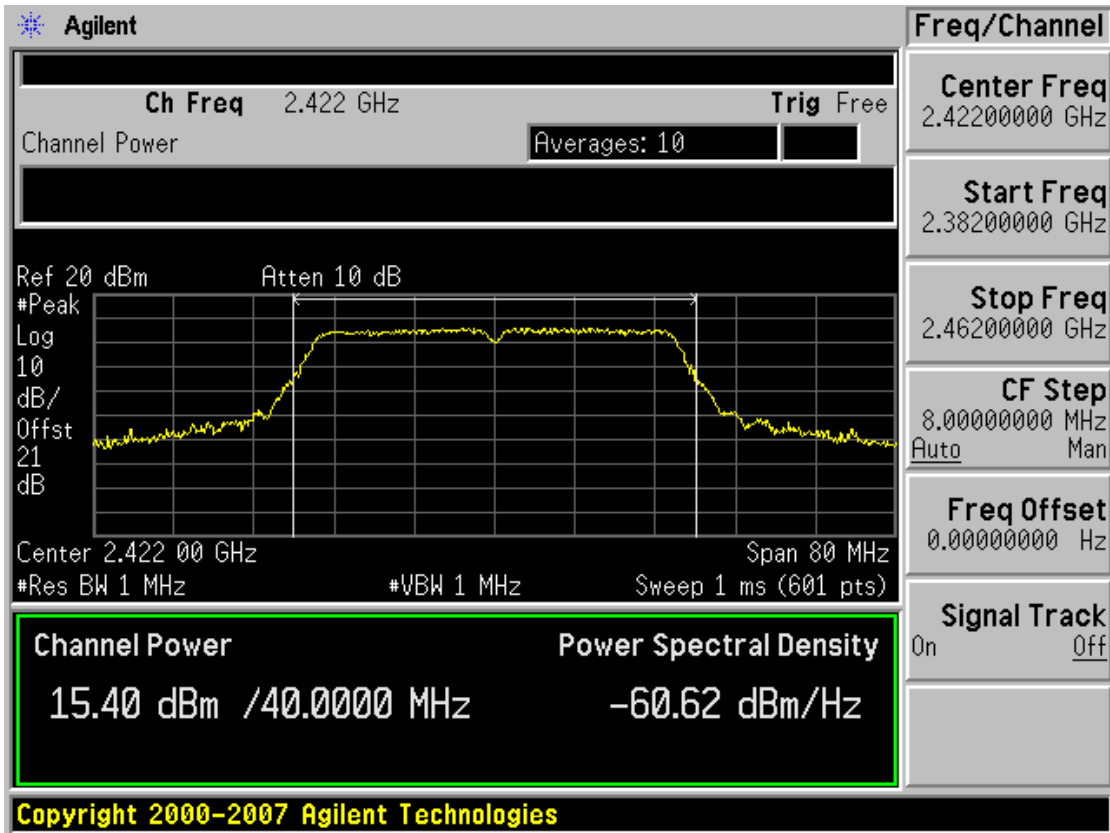 Agilent
Freq/Channel
Ch Freq 2.422 GHz Trig Free
Channel Power Averages: 10
Ref 20 dBm Atten 10 dB
#Peak
Log
10
dB/
Offst
21
dB
Center 2.422 00 GHz Span 80 MHz
#Res BW 1 MHz #VBW 1 MHz Sweep 1 ms (601 pts)
Channel Power Power Spectral Density
15.40 dBm /40.0000 MHz -60.62 dBm/Hz
Center Freq
2.42200000 GHz
Start Freq
2.38200000 GHz
Stop Freq
2.46200000 GHz
CF Step
8.00000000 MHz
Auto Man
Freq Offset
0.00000000 Hz
Signal Track
On Off
Copyright 2000-2007 Agilent Technologies